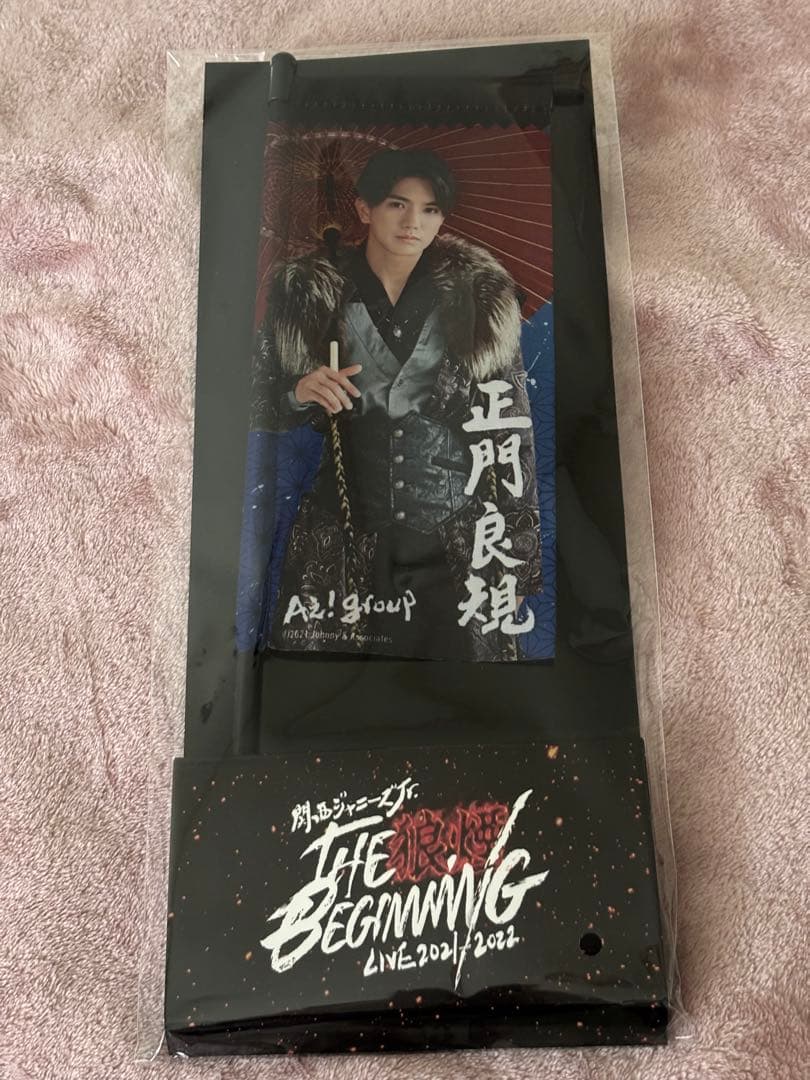 正門良規
Aぇ! group
©2021 Johnny & Associates
関西ジャニーズJr.
THE 狼煙
BEGINNING
LIVE 2021-2022